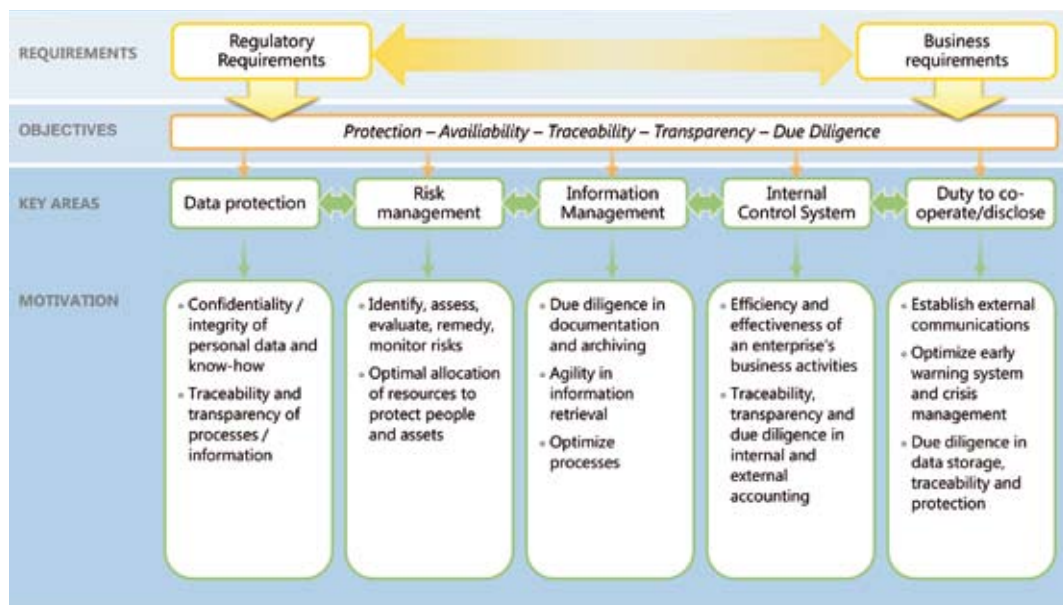 REQUIREMENTS
Regulatory
Requirements
Business
requirements
OBJECTIVES
Protection – Availiability – Traceability – Transparency – Due Diligence
KEY AREAS
Data protection
Risk
management
Information
Management
Internal
Control System
Duty to co-
operate/disclose
MOTIVATION
• Confidentiality /
integrity of
personal data and
know-how
• Traceability and
transparency of
processes /
information
• Identify, assess,
evaluate, remedy,
monitor risks
• Optimal allocation
of resources to
protect people
and assets
• Due diligence in
documentation
and archiving
• Agility in
information
retrieval
• Optimize
processes
• Efficiency and
effectiveness of
an enterprise's
business activities
• Traceability,
transparency and
due diligence in
internal and
external
accounting
• Establish external
communications
• Optimize early
warning system
and crisis
management
• Due diligence in
data storage,
traceability and
protection